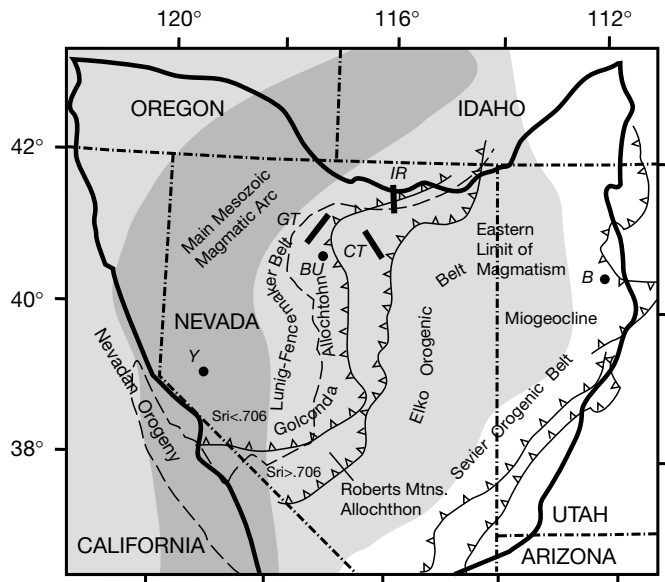 120°
116°
112°
OREGON
IDAHO
42°
IR
Main Mesozoic
Magmatic Arc
GT
CT
BU
Eastern
Limit of
Magmatism
Belt
B
40°
Miogeocline
NEVADA
Lunig-Fencemaker Belt
Allochtohn
Elko Orogenic
Y
Nevadan Orogeny
Sri<.706
Golconda
Sevier Orogenic Belt
38°
Sri>.706
Roberts Mtns.
Allochthon
UTAH
CALIFORNIA
ARIZONA